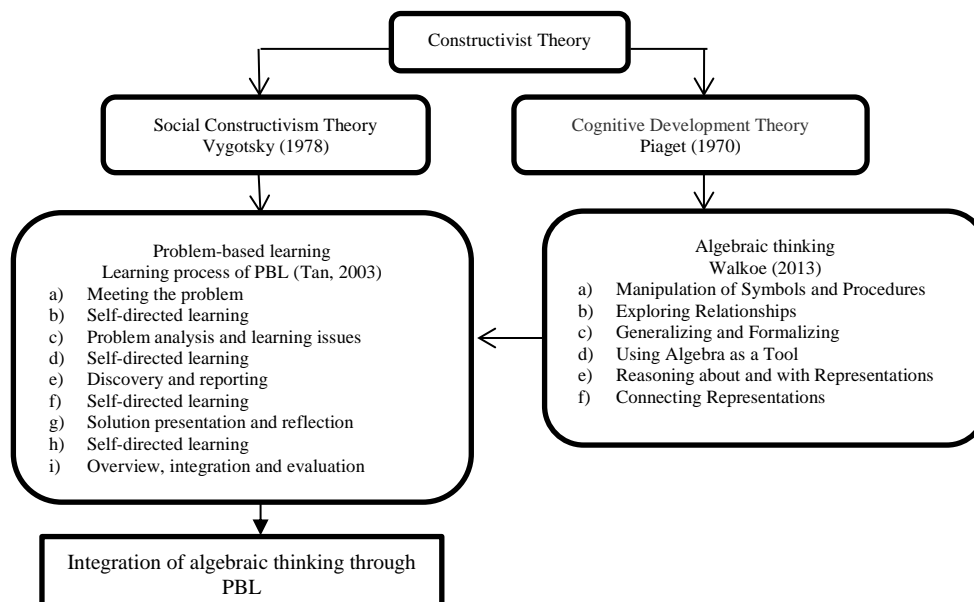 Constructivist Theory
Social Constructivism Theory
Vygotsky (1978)
Cognitive Development Theory
Piaget (1970)
Problem-based learning
Learning process of PBL (Tan, 2003)
a) Meeting the problem
b) Self-directed learning
c) Problem analysis and learning issues
d) Self-directed learning
e) Discovery and reporting
f) Self-directed learning
g) Solution presentation and reflection
h) Self-directed learning
i) Overview, integration and evaluation
Algebraic thinking
Walkoe (2013)
a) Manipulation of Symbols and Procedures
b) Exploring Relationships
c) Generalizing and Formalizing
d) Using Algebra as a Tool
e) Reasoning about and with Representations
f) Connecting Representations
Integration of algebraic thinking through
PBL